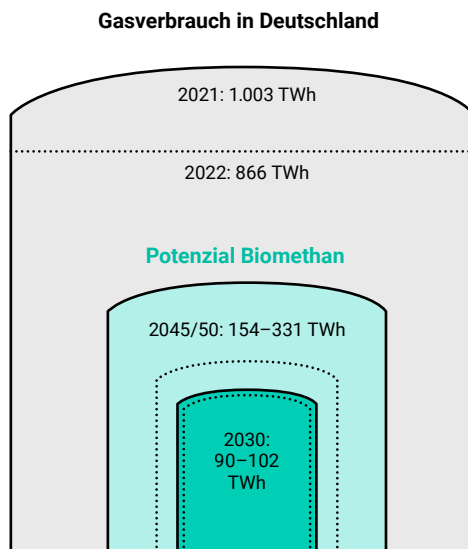 Gasverbrauch in Deutschland
2021: 1.003 TWh
2022: 866 TWh
Potenzial Biomethan
2045/50: 154–331 TWh
2030:
90–102
TWh